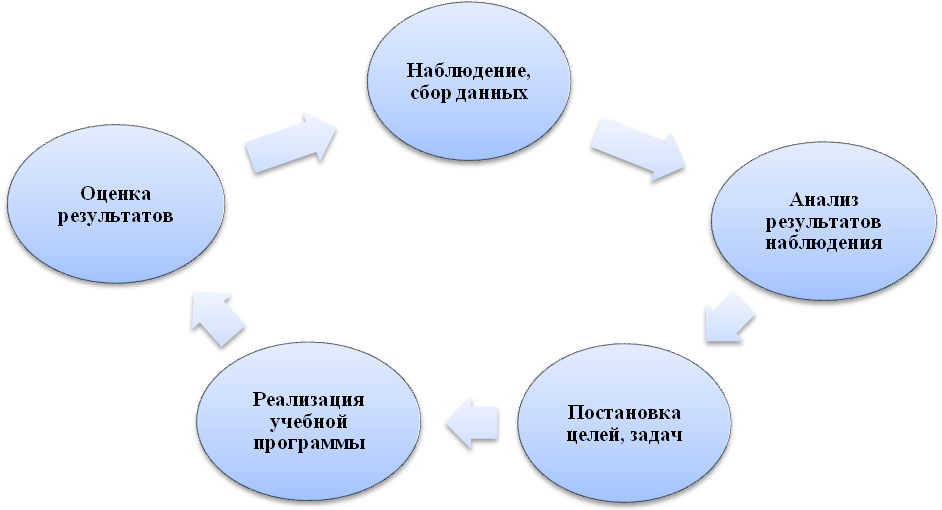 Наблюдение,
сбор данных
Анализ
результатов
наблюдения
Постановка
целей, задач
Реализация
учебной
программы
Оценка
результатов